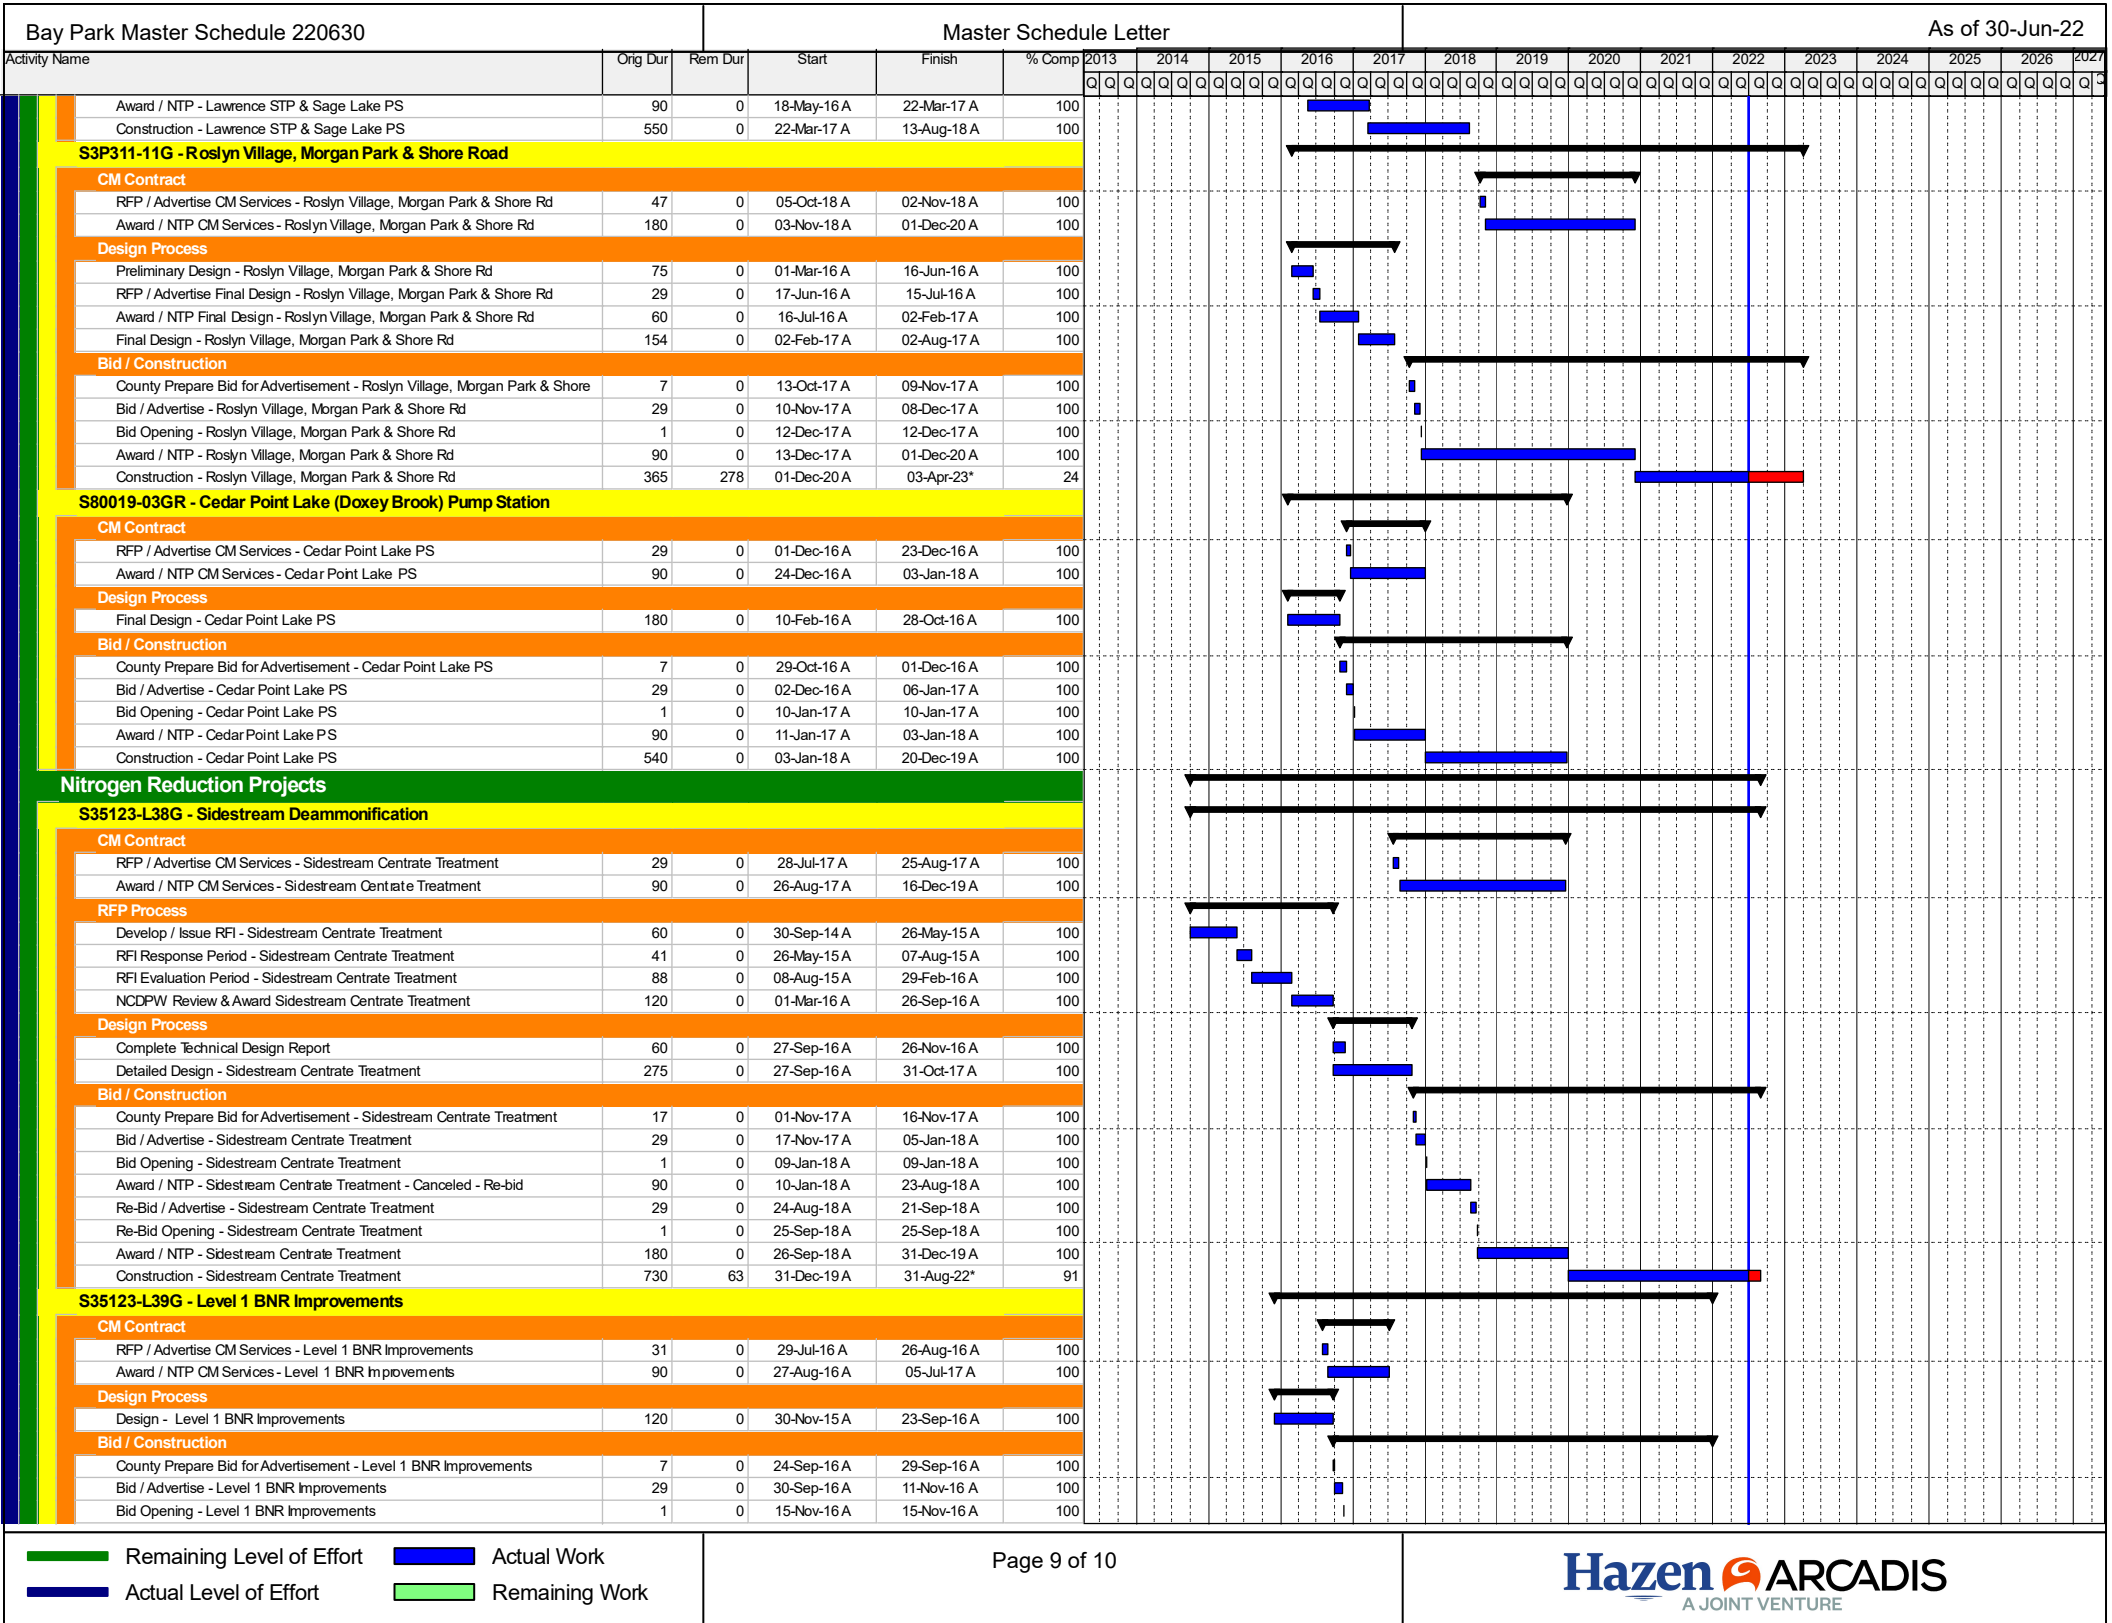 Bay Park Master Schedule 220630 Master Schedule Letter As of 30-Jun-22
Activity Name Orig Dur Rem Dur Start Finish % Comp 2013 2014 2015 2016 2017 2018 2019 2020 2021 2022 2023 2024 2025 2026 2027
Q Q Q Q Q Q Q Q Q Q Q Q Q Q Q Q Q Q Q Q Q Q Q Q Q Q Q Q Q Q Q Q Q Q Q Q Q Q Q Q Q Q Q Q Q Q Q Q Q Q Q Q Q Q Q Q Q
Award / NTP - Lawrence STP & Sage Lake PS 90 0 18-May-16 A 22-Mar-17 A 100
Construction - Lawrence STP & Sage Lake PS 550 0 22-Mar-17 A 13-Aug-18 A 100
S3P311-11G - Roslyn Village, Morgan Park & Shore Road
CM Contract
RFP / Advertise CM Services - Roslyn Village, Morgan Park & Shore Rd 47 0 05-Oct-18 A 02-Nov-18 A 100
Award / NTP CM Services - Roslyn Village, Morgan Park & Shore Rd 180 0 03-Nov-18 A 01-Dec-20 A 100
Design Process
Preliminary Design - Roslyn Village, Morgan Park & Shore Rd 75 0 01-Mar-16 A 16-Jun-16 A 100
RFP / Advertise Final Design - Roslyn Village, Morgan Park & Shore Rd 29 0 17-Jun-16 A 15-Jul-16 A 100
Award / NTP Final Design - Roslyn Village, Morgan Park & Shore Rd 60 0 16-Jul-16 A 02-Feb-17 A 100
Final Design - Roslyn Village, Morgan Park & Shore Rd 154 0 02-Feb-17 A 02-Aug-17 A 100
Bid / Construction
County Prepare Bid for Advertisement - Roslyn Village, Morgan Park & Shore 7 0 13-Oct-17 A 09-Nov-17 A 100
Bid / Advertise - Roslyn Village, Morgan Park & Shore Rd 29 0 10-Nov-17 A 08-Dec-17 A 100
Bid Opening - Roslyn Village, Morgan Park & Shore Rd 1 0 12-Dec-17 A 12-Dec-17 A 100
Award / NTP - Roslyn Village, Morgan Park & Shore Rd 90 0 13-Dec-17 A 01-Dec-20 A 100
Construction - Roslyn Village, Morgan Park & Shore Rd 365 278 01-Dec-20 A 03-Apr-23* 24
S80019-03GR - Cedar Point Lake (Doxey Brook) Pump Station
CM Contract
RFP / Advertise CM Services - Cedar Point Lake PS 29 0 01-Dec-16 A 23-Dec-16 A 100
Award / NTP CM Services - Cedar Point Lake PS 90 0 24-Dec-16 A 03-Jan-18 A 100
Design Process
Final Design - Cedar Point Lake PS 180 0 10-Feb-16 A 28-Oct-16 A 100
Bid / Construction
County Prepare Bid for Advertisement - Cedar Point Lake PS 7 0 29-Oct-16 A 01-Dec-16 A 100
Bid / Advertise - Cedar Point Lake PS 29 0 02-Dec-16 A 06-Jan-17 A 100
Bid Opening - Cedar Point Lake PS 1 0 10-Jan-17 A 10-Jan-17 A 100
Award / NTP - Cedar Point Lake PS 90 0 11-Jan-17 A 03-Jan-18 A 100
Construction - Cedar Point Lake PS 540 0 03-Jan-18 A 20-Dec-19 A 100
Nitrogen Reduction Projects
S35123-L38G - Sidestream Deammonification
CM Contract
RFP / Advertise CM Services - Sidestream Centrate Treatment 29 0 28-Jul-17 A 25-Aug-17 A 100
Award / NTP CM Services - Sidestream Centrate Treatment 90 0 26-Aug-17 A 16-Dec-19 A 100
RFP Process
Develop / Issue RFI - Sidestream Centrate Treatment 60 0 30-Sep-14 A 26-May-15 A 100
RFI Response Period - Sidestream Centrate Treatment 41 0 26-May-15 A 07-Aug-15 A 100
RFI Evaluation Period - Sidestream Centrate Treatment 88 0 08-Aug-15 A 29-Feb-16 A 100
NCDPW Review & Award Sidestream Centrate Treatment 120 0 01-Mar-16 A 26-Sep-16 A 100
Design Process
Complete Technical Design Report 60 0 27-Sep-16 A 26-Nov-16 A 100
Detailed Design - Sidestream Centrate Treatment 275 0 27-Sep-16 A 31-Oct-17 A 100
Bid / Construction
County Prepare Bid for Advertisement - Sidestream Centrate Treatment 17 0 01-Nov-17 A 16-Nov-17 A 100
Bid / Advertise - Sidestream Centrate Treatment 29 0 17-Nov-17 A 05-Jan-18 A 100
Bid Opening - Sidestream Centrate Treatment 1 0 09-Jan-18 A 09-Jan-18 A 100
Award / NTP - Sidestream Centrate Treatment - Canceled - Re-bid 90 0 10-Jan-18 A 23-Aug-18 A 100
Re-Bid / Advertise - Sidestream Centrate Treatment 29 0 24-Aug-18 A 21-Sep-18 A 100
Re-Bid Opening - Sidestream Centrate Treatment 1 0 25-Sep-18 A 25-Sep-18 A 100
Award / NTP - Sidestream Centrate Treatment 180 0 26-Sep-18 A 31-Dec-19 A 100
Construction - Sidestream Centrate Treatment 730 63 31-Dec-19 A 31-Aug-22* 91
S35123-L39G - Level 1 BNR Improvements
CM Contract
RFP / Advertise CM Services - Level 1 BNR Improvements 31 0 29-Jul-16 A 26-Aug-16 A 100
Award / NTP CM Services - Level 1 BNR Improvements 90 0 27-Aug-16 A 05-Jul-17 A 100
Design Process
Design - Level 1 BNR Improvements 120 0 30-Nov-15 A 23-Sep-16 A 100
Bid / Construction
County Prepare Bid for Advertisement - Level 1 BNR Improvements 7 0 24-Sep-16 A 29-Sep-16 A 100
Bid / Advertise - Level 1 BNR Improvements 29 0 30-Sep-16 A 11-Nov-16 A 100
Bid Opening - Level 1 BNR Improvements 1 0 15-Nov-16 A 15-Nov-16 A 100
Remaining Level of Effort Actual Work Page 9 of 10 Hazen ARCADIS
Actual Level of Effort Remaining Work A JOINT VENTURE